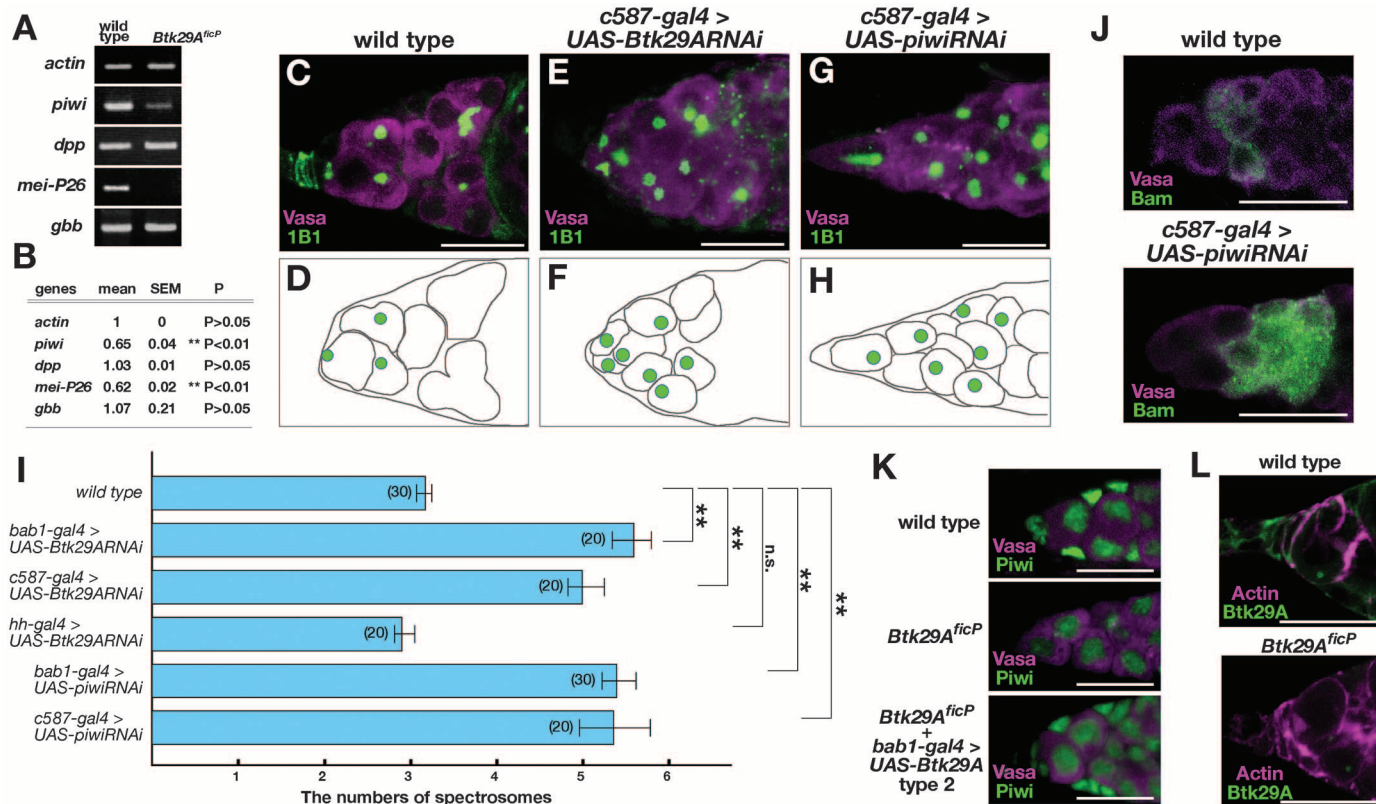 A
wild type
Btk29A^ficP
actin
piwi
dpp
mei-P26
gbb
B
genes mean SEM P
actin 1 0 P>0.05
piwi 0.65 0.04 ** P<0.01
dpp 1.03 0.01 P>0.05
mei-P26 0.62 0.02 ** P<0.01
gbb 1.07 0.21 P>0.05
wild type
C
Vasa
1B1
D
c587-gal4 >
UAS-Btk29ARNAi
E
Vasa
1B1
F
c587-gal4 >
UAS-piwiRNAi
G
Vasa
1B1
H
J
wild type
Vasa
Bam
c587-gal4 >
UAS-piwiRNAi
Vasa
Bam
I
wild type
(30)
bab1-gal4 >
UAS-Btk29ARNAi
(20)
c587-gal4 >
UAS-Btk29ARNAi
(20)
hh-gal4 >
UAS-Btk29ARNAi
(20)
bab1-gal4 >
UAS-piwiRNAi
(30)
c587-gal4 >
UAS-piwiRNAi
(20)
**
**
n.s.
**
**
1 2 3 4 5 6
The numbers of spectrosomes
K
wild type
Vasa
Piwi
Btk29A^ficP
Vasa
Piwi
Btk29A^ficP
+
bab1-gal4 >
UAS-Btk29A
type 2
Vasa
Piwi
L
wild type
Actin
Btk29A
Btk29A^ficP
Actin
Btk29A